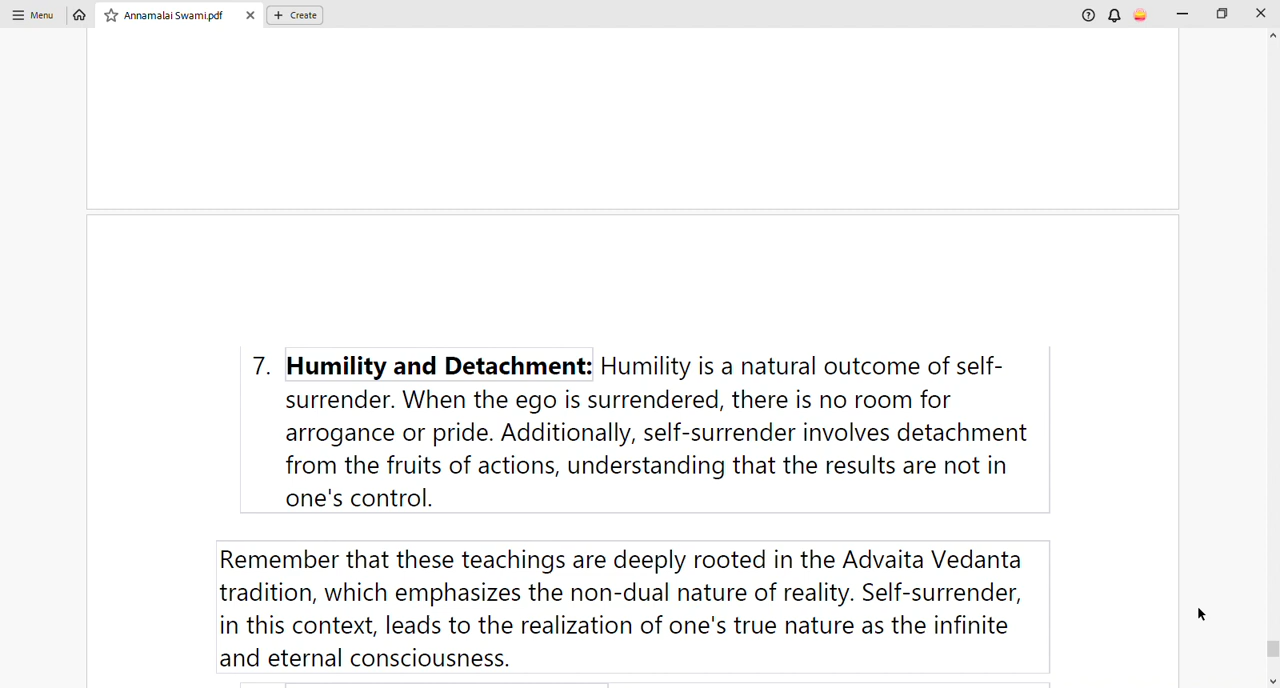 Menu
Annamalai Swami.pdf
Create
7. Humility and Detachment: Humility is a natural outcome of self-
surrender. When the ego is surrendered, there is no room for
arrogance or pride. Additionally, self-surrender involves detachment
from the fruits of actions, understanding that the results are not in
one's control.
Remember that these teachings are deeply rooted in the Advaita Vedanta
tradition, which emphasizes the non-dual nature of reality. Self-surrender,
in this context, leads to the realization of one's true nature as the infinite
and eternal consciousness.